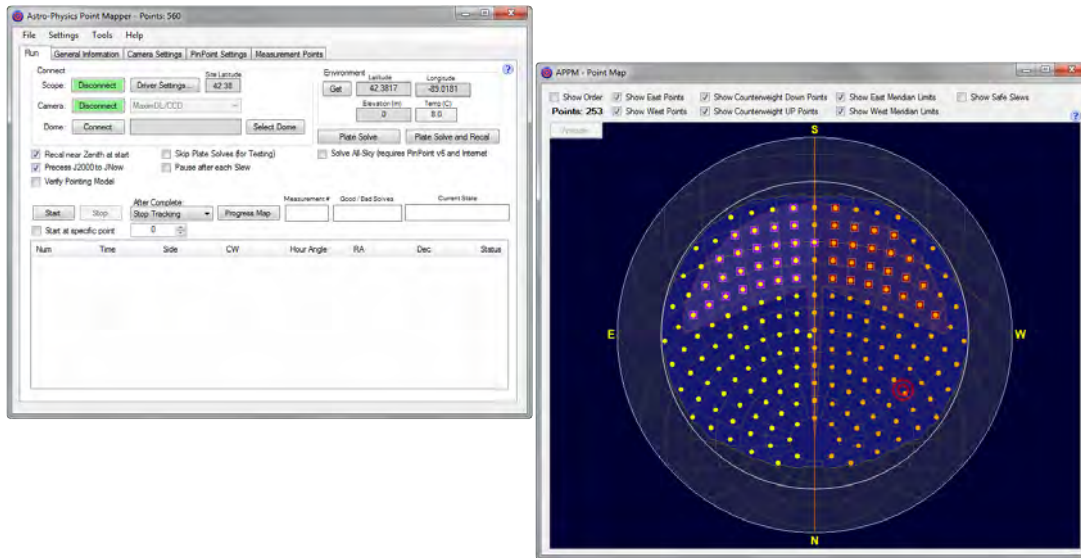 Astro-Physics Point Mapper - Points: 560
File Settings Tools Help
Run General Information Camera Settings PinPoint Settings Measurement Points
Connect
Site Latitude
Scope: Disconnect Driver Settings... 42.38
Camera: Disconnect MaximDL/CCD
Dome: Connect Select Dome
Environment
Latitude Longitude
Get 42.3817 -89.0181
Elevation (m) Temp (C)
0 8.0
Plate Solve Plate Solve and Recal
Recal near Zenith at start Skip Plate Solves (for Testing) Solve All-Sky (requires PinPoint v6 and Internet
Precess J2000 to JNow Pause after each Slew
Verify Pointing Model
After Complete: Measurement # Good / Bad Solves Current State
Start Stop Stop Tracking Progress Map
Start at specific point 0
Num Time Side CW Hour Angle RA Dec Status
APPM - Point Map
Show Order Show East Points Show Counterweight Down Points Show East Meridian Limits Show Safe Slews
Points: 253 Show West Points Show Counterweight UP Points Show West Meridian Limits
S
E
W
N